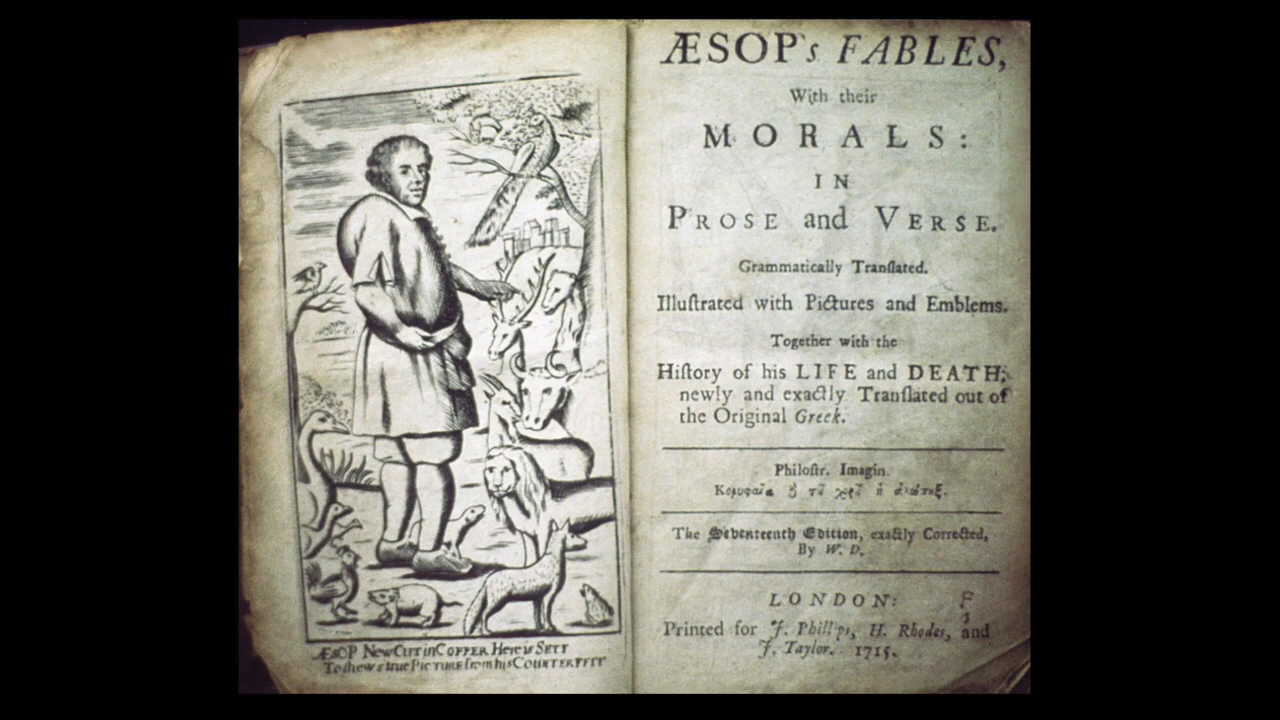 ÆSOP New Cut in COPPER Here is Sett
To shew a true PICTURE from his COUNTERFEIT
ÆSOP's FABLES,
With their
MORALS:
IN
PROSE and VERSE.
Grammatically Tranſlated.
Illuſtrated with Pictures and Emblems.
Together with the
Hiſtory of his LIFE and DEATH;
newly and exactly Tranſlated out of
the Original Greek.
Philoſtr. Imagin.
The Seventeenth Edition, exactly Corrected,
By W. D.
LONDON:
Printed for J. Phillips, H. Rhodes, and
J. Taylor. 1715.